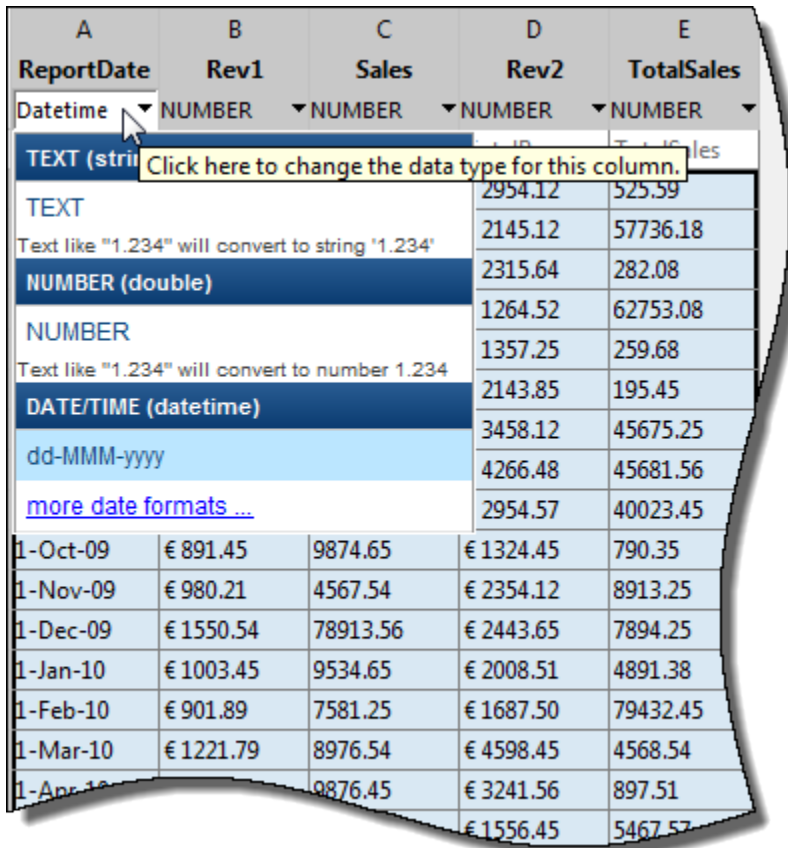 A B C D E
ReportDate Rev1 Sales Rev2 TotalSales
Datetime NUMBER NUMBER NUMBER NUMBER
TEXT
Click here to change the data type for this column.
2954.12 525.59
TEXT
2145.12 57736.18
Text like "1.234" will convert to string '1.234'
NUMBER (double)
2315.64 282.08
1264.52 62753.08
NUMBER
1357.25 259.68
Text like "1.234" will convert to number 1.234
DATE/TIME (datetime)
2143.85 195.45
3458.12 45675.25
dd-MMM-yyyy
4266.48 45681.56
more date formats ...
2954.57 40023.45
1-Oct-09 € 891.45 9874.65 € 1324.45 790.35
1-Nov-09 € 980.21 4567.54 € 2354.12 8913.25
1-Dec-09 € 1550.54 78913.56 € 2443.65 7894.25
1-Jan-10 € 1003.45 9534.65 € 2008.51 4891.38
1-Feb-10 € 901.89 7581.25 € 1687.50 79432.45
1-Mar-10 € 1221.79 8976.54 € 4598.45 4568.54
9876.45 € 3241.56 897.51
€ 1556.45 5467.57